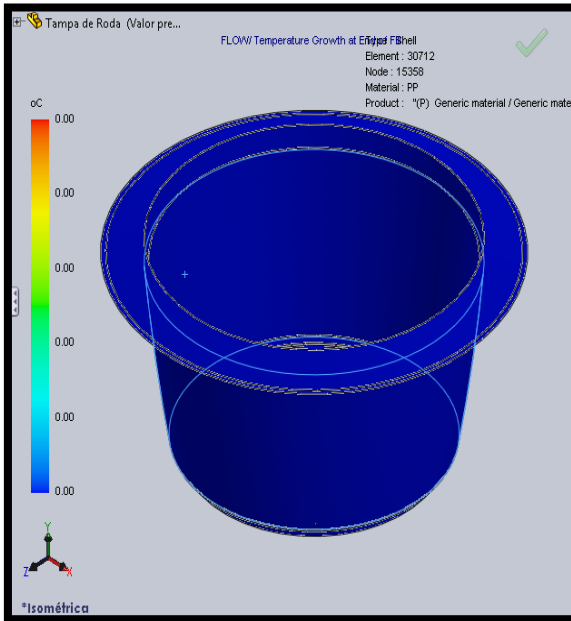 Tampa de Roda (Valor pre...
FLOW/ Temperature Growth at End of Fill
Type : Shell
Element : 30712
Node : 15358
Material : PP
Product : "(P) Generic material / Generic mate
oC
0.00
0.00
0.00
0.00
0.00
0.00
Y
Z
X
*Isométrica